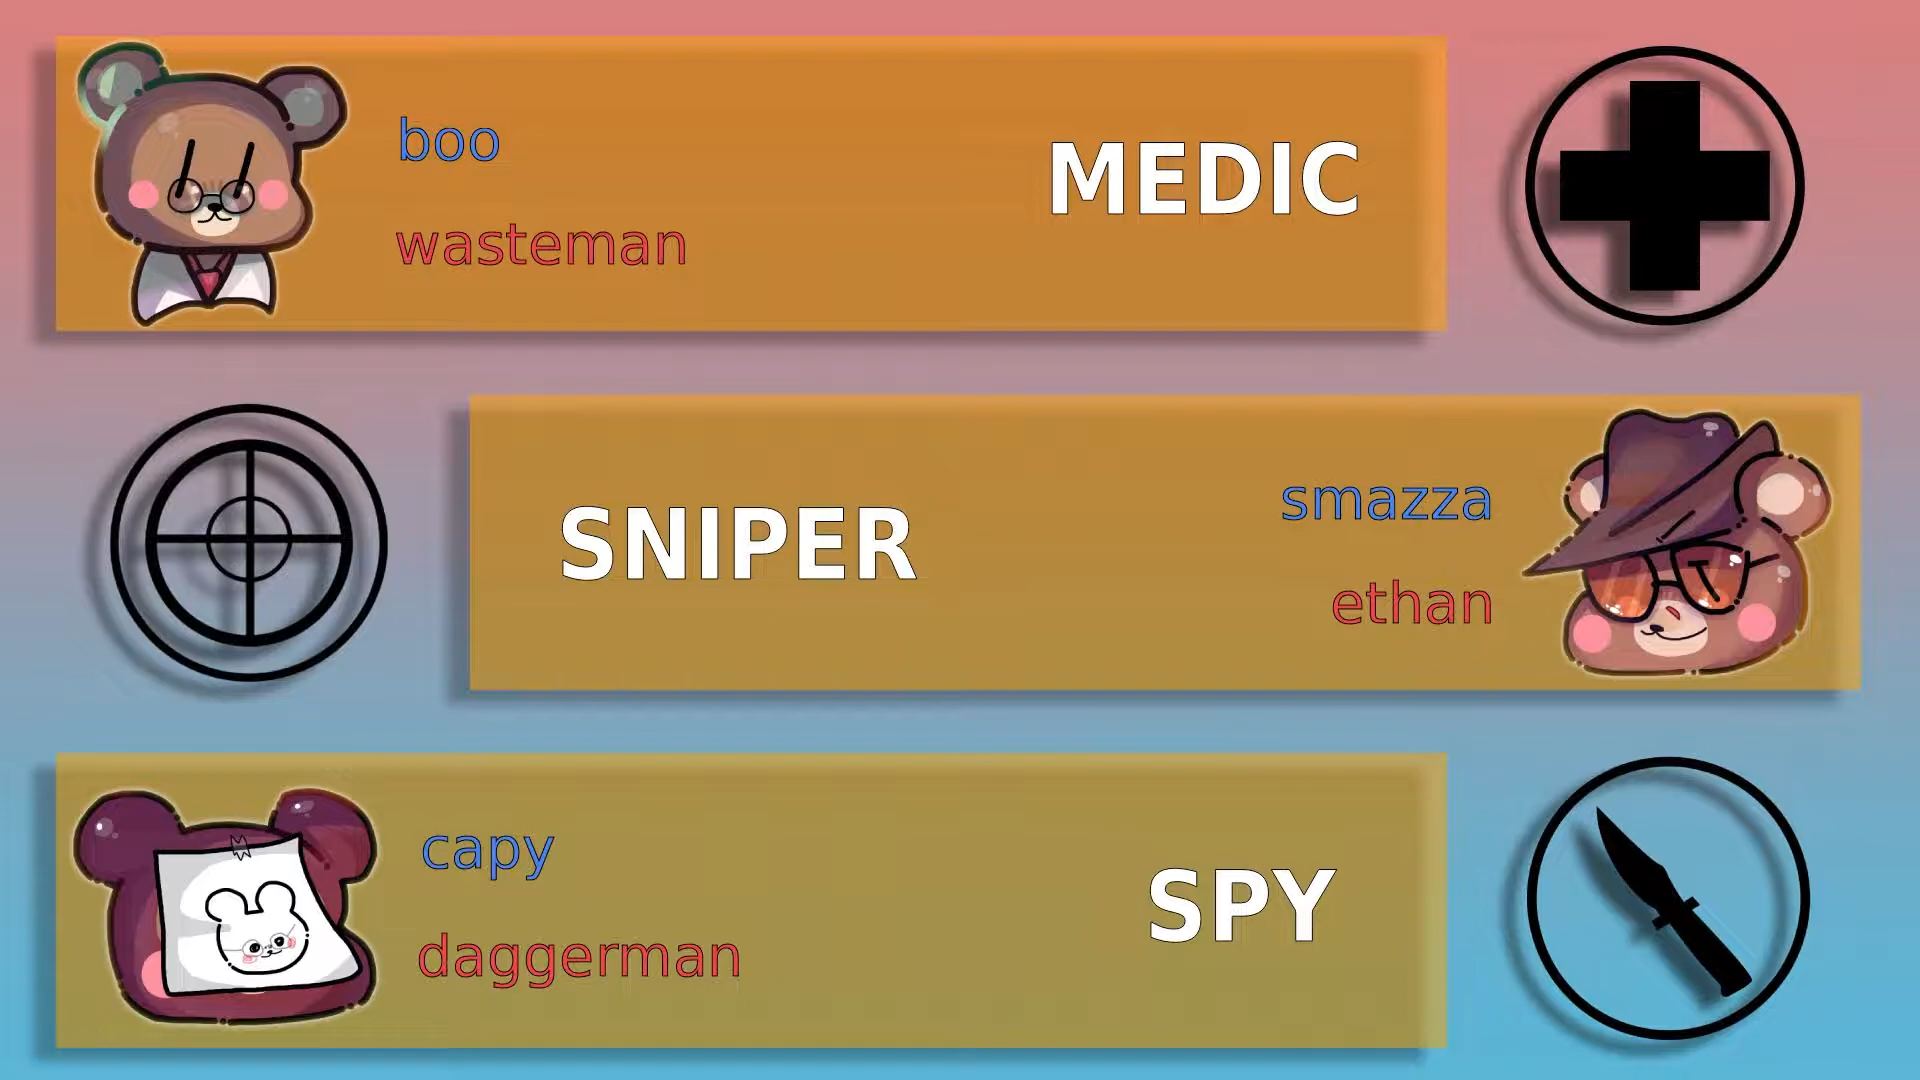 boo
wasteman
MEDIC
SNIPER
smazza
ethan
capy
daggerman
SPY